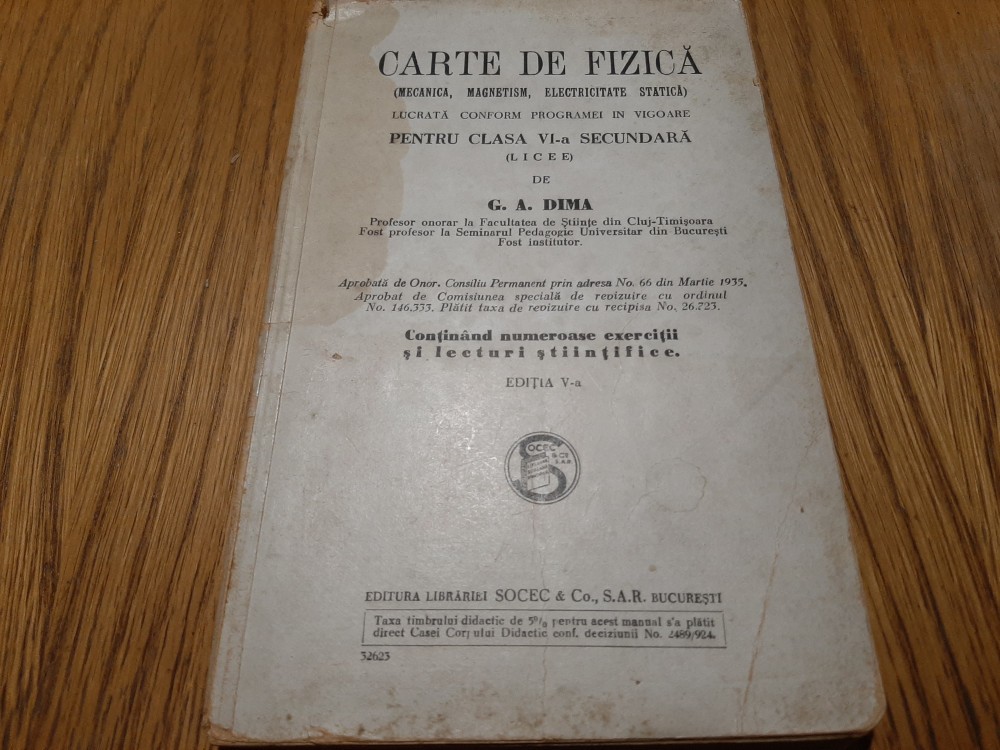 CARTE DE FIZICĂ
(MECANICA, MAGNETISM, ELECTRICITATE STATICĂ)
LUCRATĂ CONFORM PROGRAMEI IN VIGOARE
PENTRU CLASA VI-a SECUNDARĂ
(LICEE)
DE
G. A. DIMA
Profesor onorar la Facultatea de Științe din Cluj-Timișoara
Fost profesor la Seminarul Pedagogic Universitar din București
Fost institutor.
Aprobată de Onor. Consiliu Permanent prin adresa No. 66 din Martie 1935.
Aprobat de Comisiunea specială de revizuire cu ordinul
No. 146.333. Plătit taxa de revizuire cu recipisa No. 26.723.
Conținând numeroase exerciții
și lecturi științifice.
EDIȚIA V-a
SOCEC
& CIE
S.A.R.
EDITURA LIBRĂRIEI SOCEC & Co., S.A.R. BUCUREȘTI
Taxa timbrului didactic de 5% pentru acest manual s'a plătit
direct Casei Corpului Didactic conf. deciziunii No. 2489/924.
32623